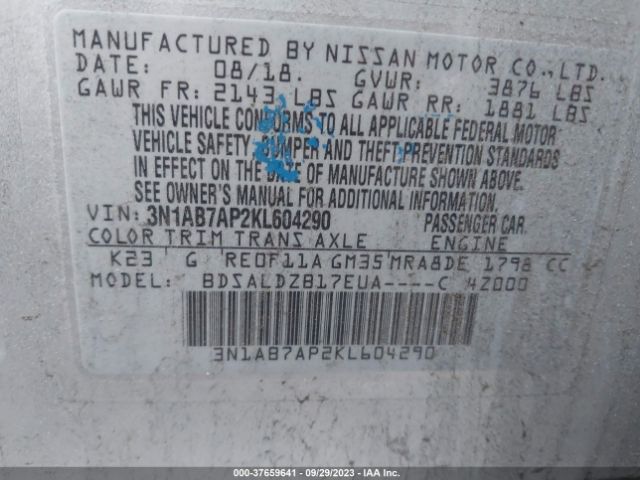 MANUFACTURED BY NISSAN MOTOR CO., LTD.
DATE: 08/18. GVWR: 3876 LBS
GAWR FR: 2143 LBS GAWR RR: 1881 LBS
THIS VEHICLE CONFORMS TO ALL APPLICABLE FEDERAL MOTOR
VEHICLE SAFETY, BUMPER AND THEFT PREVENTION STANDARDS
IN EFFECT ON THE DATE OF MANUFACTURE SHOWN ABOVE.
SEE OWNER'S MANUAL FOR ADDITIONAL INFORMATION.
VIN: 3N1AB7AP2KL604290 PASSENGER CAR
COLOR TRIM TRANS AXLE ENGINE
K23 G RE0F11A GM35 MRA8DE 1798 CC
MODEL: BDSALDZB17EUA----C HZ000
3N1AB7AP2KL604290
000-37659641 - 09/29/2023 - IAA Inc.